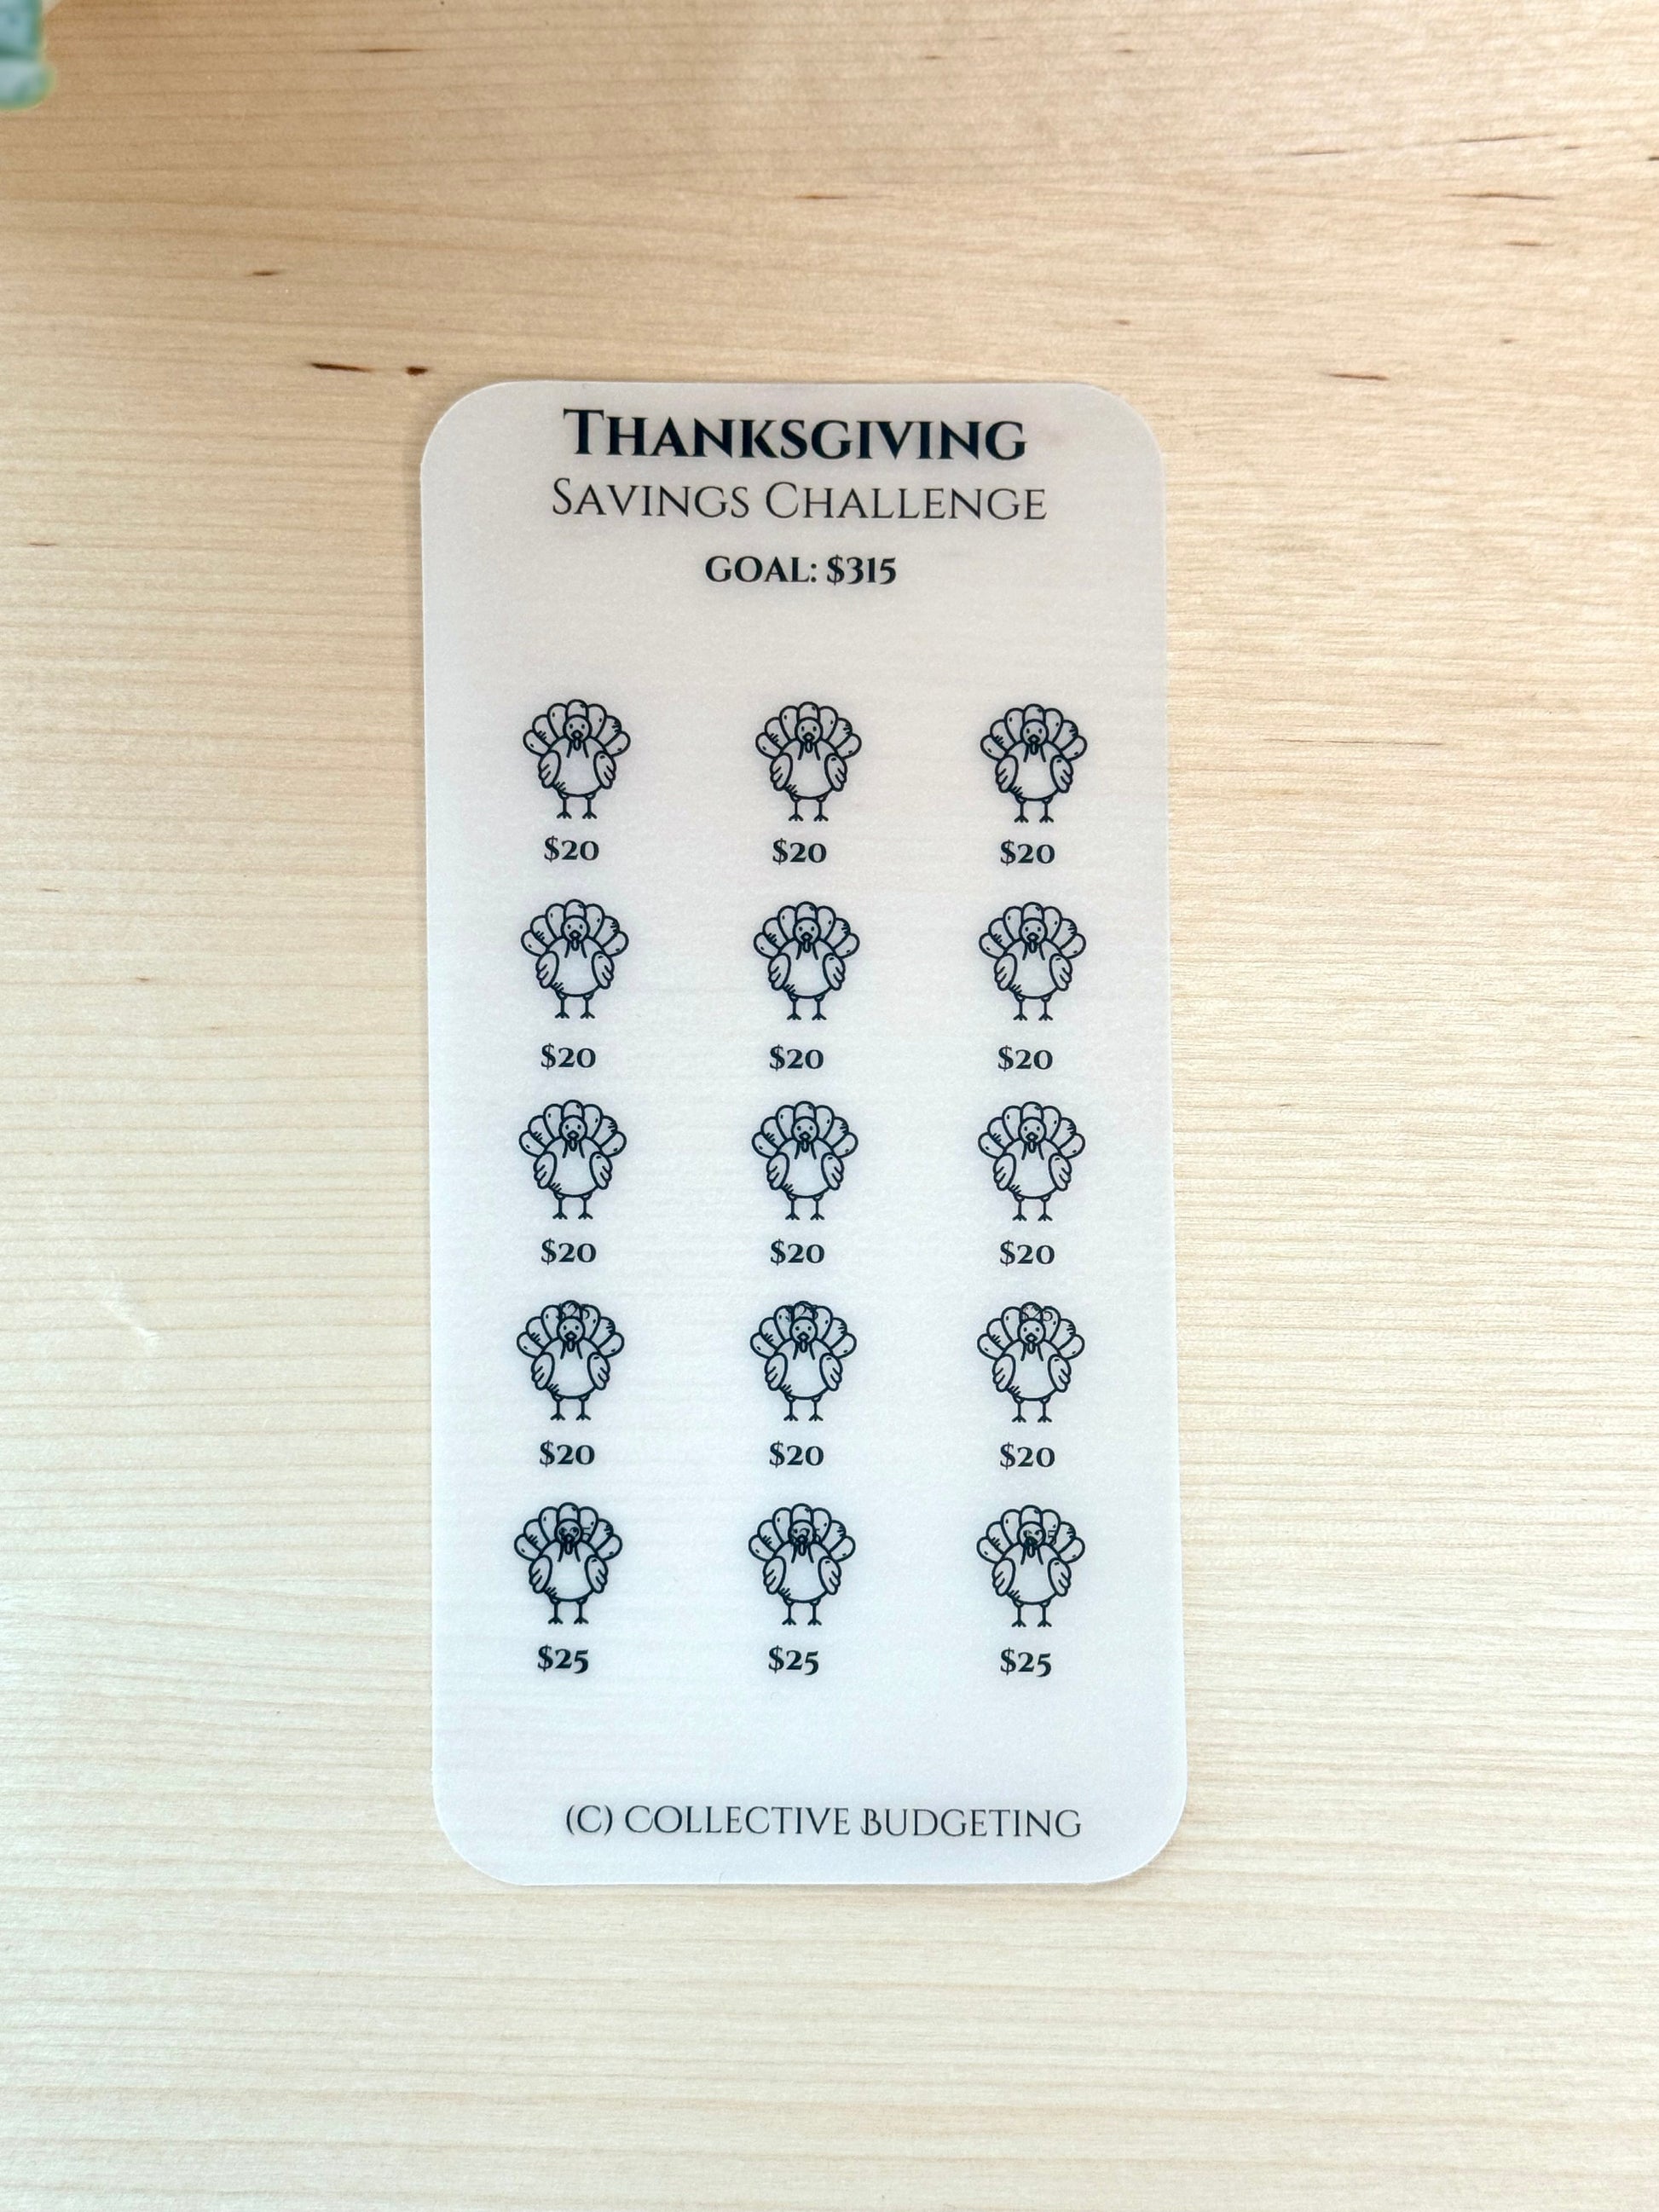 THANKSGIVING
SAVINGS CHALLENGE
GOAL: $315
$20 $20 $20
$20 $20 $20
$20 $20 $20
$20 $20 $20
$25 $25 $25
(C) COLLECTIVE BUDGETING